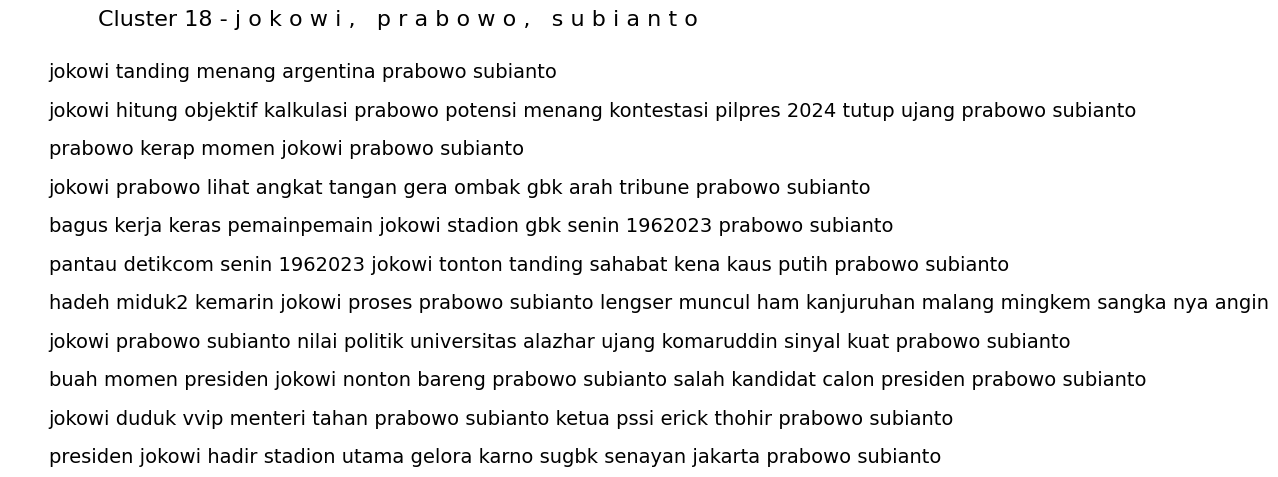 Cluster 18 - j o k o w i ,   p r a b o w o ,   s u b i a n t o
jokowi tanding menang argentina prabowo subianto
jokowi hitung objektif kalkulasi prabowo potensi menang kontestasi pilpres 2024 tutup ujang prabowo subianto
prabowo kerap momen jokowi prabowo subianto
jokowi prabowo lihat angkat tangan gera ombak gbk arah tribune prabowo subianto
bagus kerja keras pemainpemain jokowi stadion gbk senin 1962023 prabowo subianto
pantau detikcom senin 1962023 jokowi tonton tanding sahabat kena kaus putih prabowo subianto
hadeh miduk2 kemarin jokowi proses prabowo subianto lengser muncul ham kanjuruhan malang mingkem sangka nya angin
jokowi prabowo subianto nilai politik universitas alazhar ujang komaruddin sinyal kuat prabowo subianto
buah momen presiden jokowi nonton bareng prabowo subianto salah kandidat calon presiden prabowo subianto
jokowi duduk vvip menteri tahan prabowo subianto ketua pssi erick thohir prabowo subianto
presiden jokowi hadir stadion utama gelora karno sugbk senayan jakarta prabowo subianto